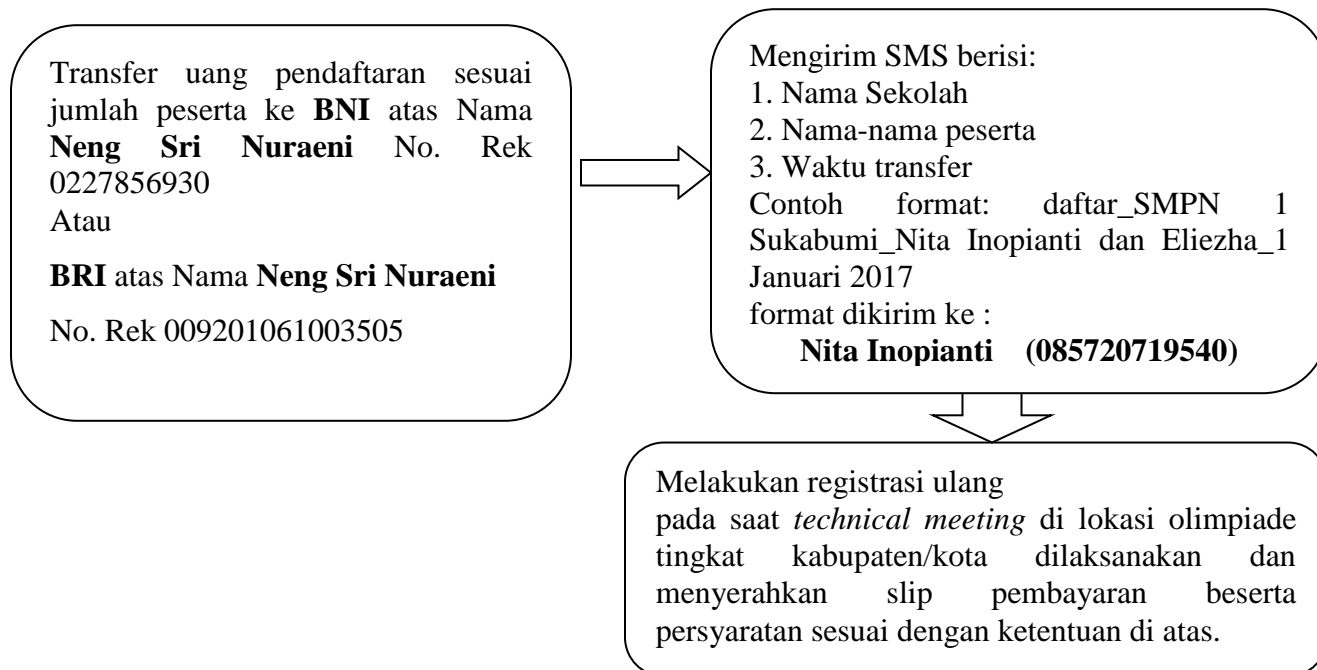 Transfer uang pendaftaran sesuai
jumlah peserta ke BNI atas Nama
Neng Sri Nuraeni No. Rek
0227856930
Atau
BRI atas Nama Neng Sri Nuraeni
No. Rek 009201061003505
Mengirim SMS berisi:
1. Nama Sekolah
2. Nama-nama peserta
3. Waktu transfer
Contoh format: daftar_SMPN 1
Sukabumi_Nita Inopianti dan Eliezha_1
Januari 2017
format dikirim ke :
Nita Inopianti (085720719540)
Melakukan registrasi ulang
pada saat technical meeting di lokasi olimpiade
tingkat kabupaten/kota dilaksanakan dan
menyerahkan slip pembayaran beserta
persyaratan sesuai dengan ketentuan di atas.